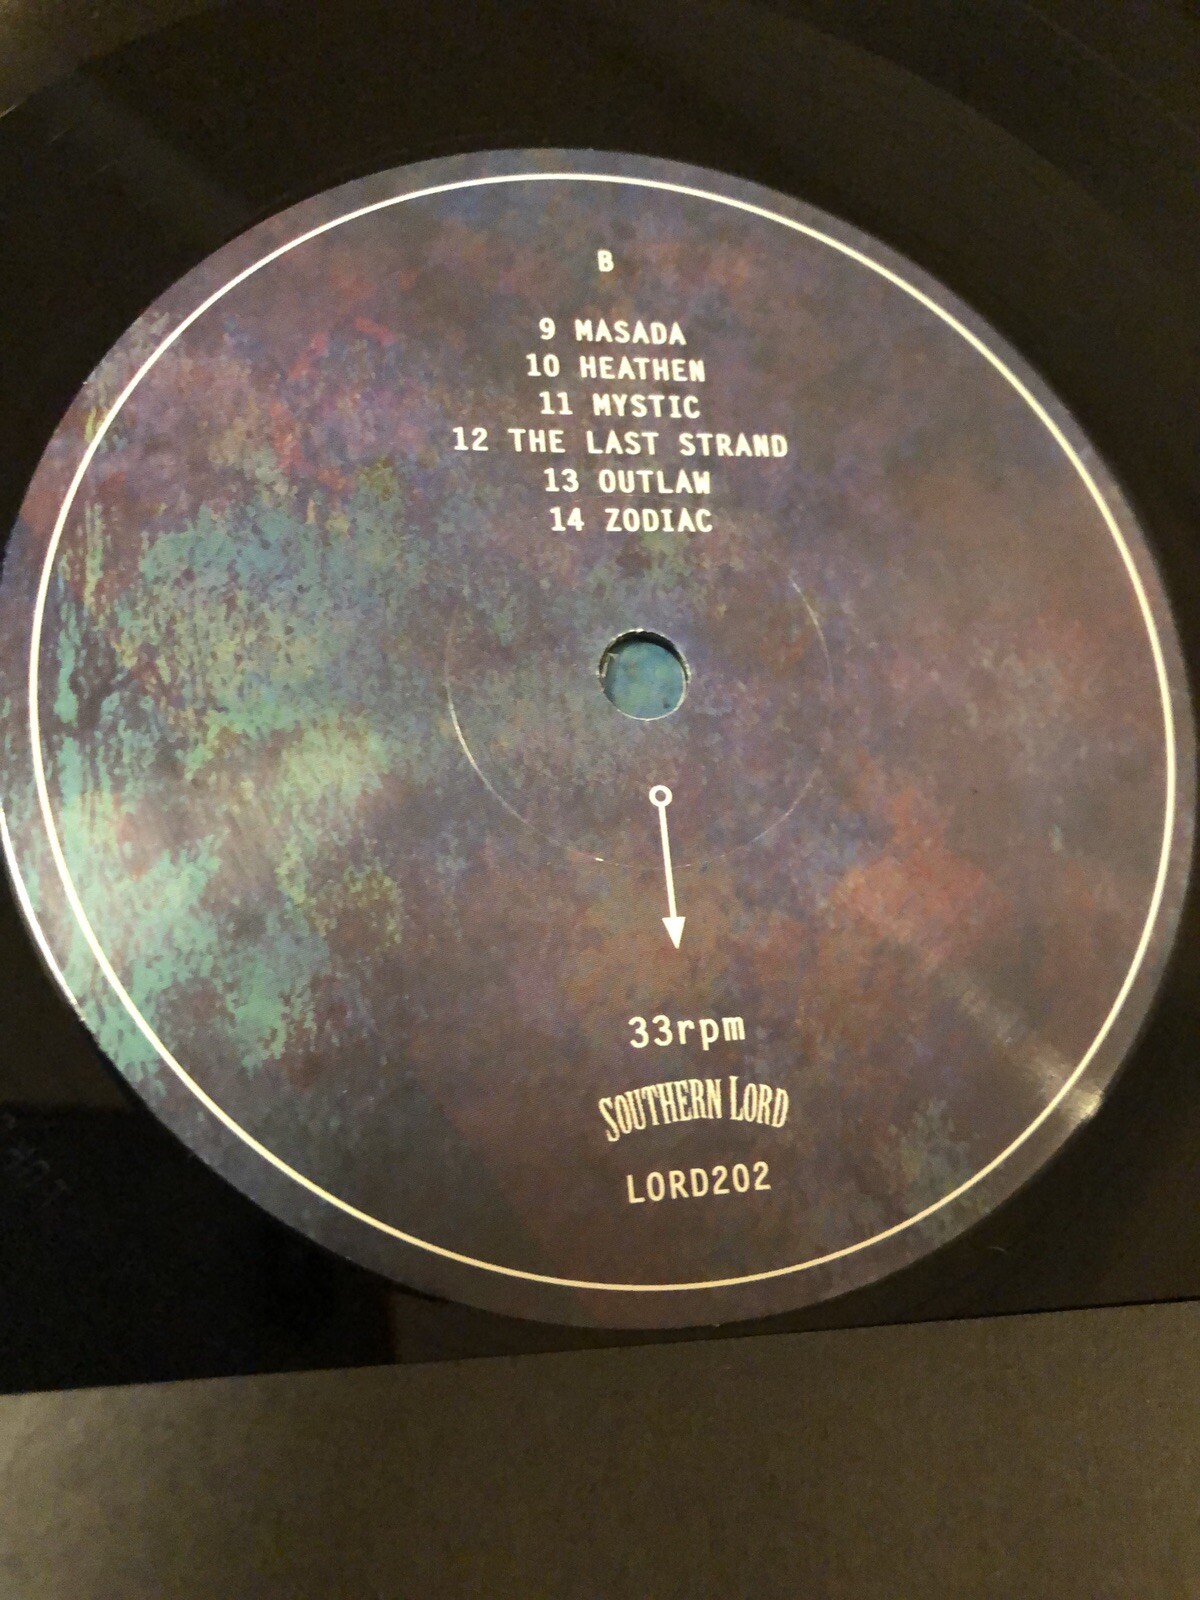 B
9 MASADA
10 HEATHEN
11 MYSTIC
12 THE LAST STRAND
13 OUTLAW
14 ZODIAC
33rpm
SOUTHERN LORD
LORD202